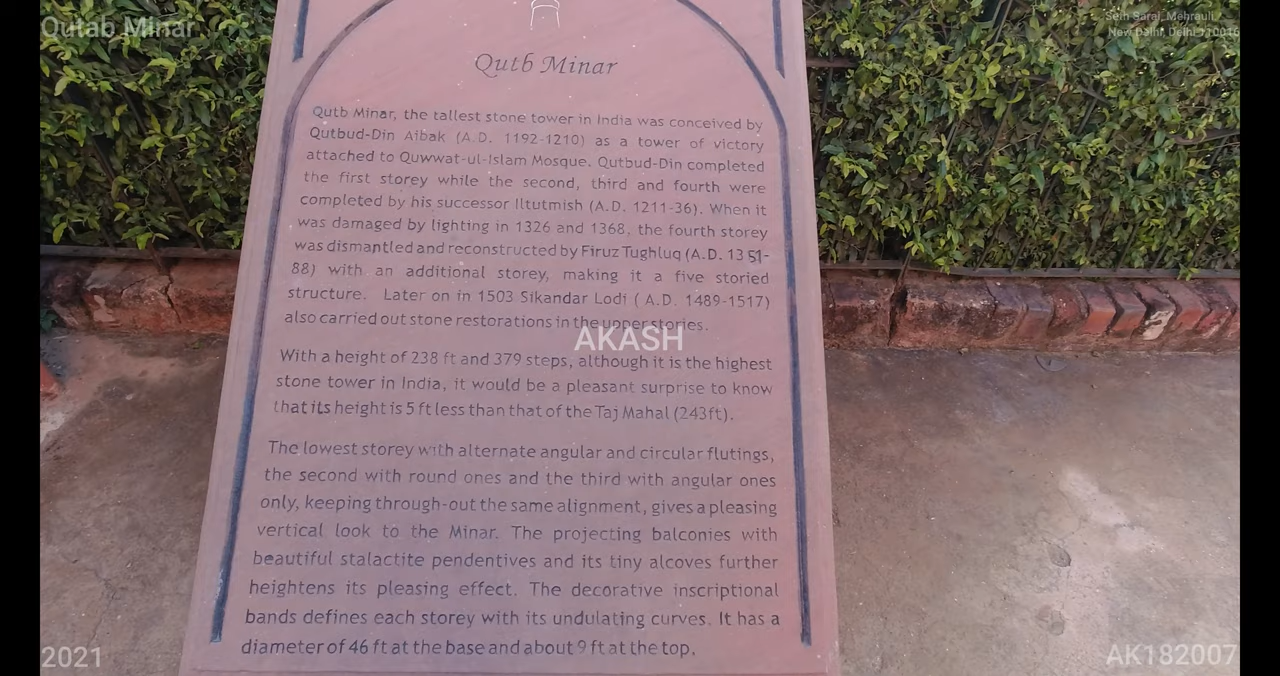 Qutab Minar
Seth Sarai, Mehrauli,
New Delhi, Delhi 110016
Qutb Minar
Qutb Minar, the tallest stone tower in India was conceived by
Qutbud-Din Aibak (A.D. 1192-1210) as a tower of victory
attached to Quwwat-ul-Islam Mosque. Qutbud-Din completed
the first storey while the second, third and fourth were
completed by his successor Iltutmish (A.D. 1211-36). When it
was damaged by lighting in 1326 and 1368, the fourth storey
was dismantled and reconstructed by Firuz Tughluq (A.D. 1351-
88) with an additional storey, making it a five storied
structure. Later on in 1503 Sikandar Lodi ( A.D. 1489-1517)
also carried out stone restorations in the upper stories.
AKASH
With a height of 238 ft and 379 steps, although it is the highest
stone tower in India, it would be a pleasant surprise to know
that its height is 5 ft less than that of the Taj Mahal (243ft).
The lowest storey with alternate angular and circular flutings,
the second with round ones and the third with angular ones
only, keeping through-out the same alignment, gives a pleasing
vertical look to the Minar. The projecting balconies with
beautiful stalactite pendentives and its tiny alcoves further
heightens its pleasing effect. The decorative inscriptional
bands defines each storey with its undulating curves. It has a
diameter of 46 ft at the base and about 9 ft at the top.
2021
AK182007